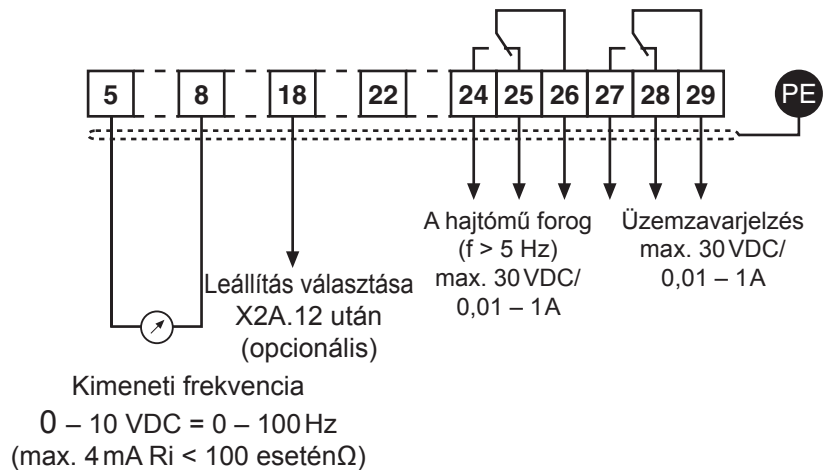 5 8 18 22 24 25 26 27 28 29 PE
A hajtómű forog
(f > 5 Hz)
max. 30 VDC/
0,01 – 1 A
Üzemzavarjelzés
max. 30 VDC/
0,01 – 1 A
Leállítás választása
X2A.12 után
(opcionális)
Kimeneti frekvencia
0 – 10 VDC = 0 – 100 Hz
(max. 4 mA Ri < 100 eseténΩ)